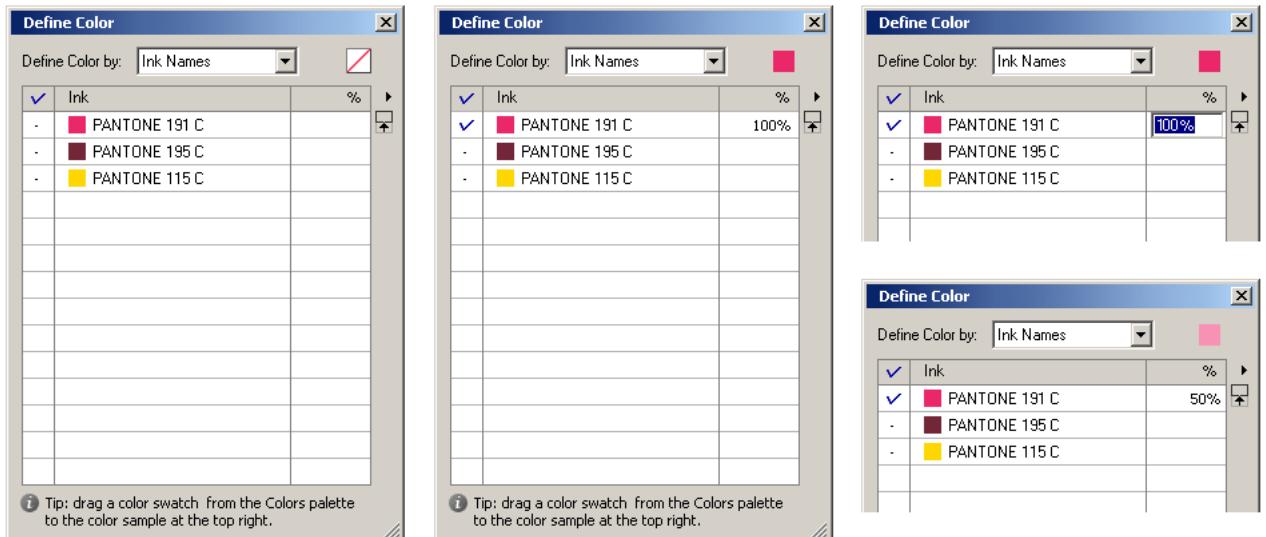 Define Color
Define Color by: Ink Names
Ink %
- PANTONE 191 C
- PANTONE 195 C
- PANTONE 115 C
Tip: drag a color swatch from the Colors palette
to the color sample at the top right.
Define Color
Define Color by: Ink Names
Ink %
PANTONE 191 C 100%
- PANTONE 195 C
- PANTONE 115 C
Tip: drag a color swatch from the Colors palette
to the color sample at the top right.
Define Color
Define Color by: Ink Names
Ink %
PANTONE 191 C 100%
- PANTONE 195 C
- PANTONE 115 C
Define Color
Define Color by: Ink Names
Ink %
PANTONE 191 C 50%
- PANTONE 195 C
- PANTONE 115 C